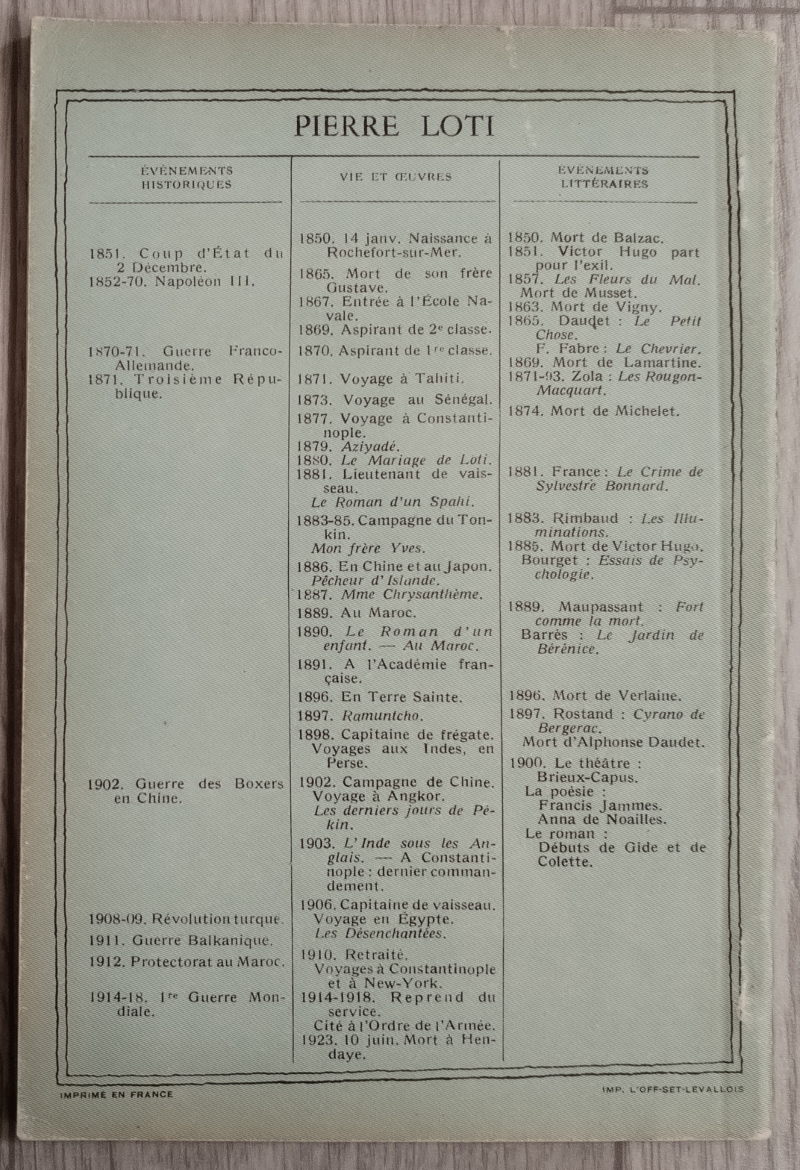 PIERRE LOTI
ÉVÉNEMENTS
HISTORIQUES
1851. Coup d'État du
2 Décembre.
1852-70. Napoléon III.
1870-71. Guerre Franco-
Allemande.
1871. Troisième Répu-
blique.
1902. Guerre des Boxers
en Chine.
1908-09. Révolution turque.
1911. Guerre Balkanique.
1912. Protectorat au Maroc.
1914-18. 1re Guerre Mon-
diale.
VIE ET ŒUVRES
1850. 14 janv. Naissance à
Rochefort-sur-Mer.
1865. Mort de son frère
Gustave.
1867. Entrée à l'École Na-
vale.
1869. Aspirant de 2e classe.
1870. Aspirant de 1re classe.
1871. Voyage à Tahiti.
1873. Voyage au Sénégal.
1877. Voyage à Constanti-
nople.
1879. Aziyadé.
1880. Le Mariage de Loti.
1881. Lieutenant de vais-
seau.
Le Roman d'un Spahi.
1883-85. Campagne du Ton-
kin.
Mon frère Yves.
1886. En Chine et au Japon.
Pêcheur d'Islande.
1887. Mme Chrysanthème.
1889. Au Maroc.
1890. Le Roman d'un
enfant. — Au Maroc.
1891. A l'Académie fran-
çaise.
1896. En Terre Sainte.
1897. Ramuntcho.
1898. Capitaine de frégate.
Voyages aux Indes, en
Perse.
1902. Campagne de Chine.
Voyage à Angkor.
Les derniers jours de Pé-
kin.
1903. L'Inde sous les An-
glais. — A Constanti-
nople : dernier comman-
dement.
1906. Capitaine de vaisseau.
Voyage en Égypte.
Les Désenchantées.
1910. Retraité.
Voyages à Constantinople
et à New-York.
1914-1918. Reprend du
service.
Cité à l'Ordre de l'Armée.
1923. 10 juin. Mort à Hen-
daye.
ÉVÉNEMENTS
LITTÉRAIRES
1850. Mort de Balzac.
1851. Victor Hugo part
pour l'exil.
1857. Les Fleurs du Mal.
Mort de Musset.
1863. Mort de Vigny.
1865. Daudet : Le Petit
Chose.
F. Fabre : Le Chevrier.
1869. Mort de Lamartine.
1871-93. Zola : Les Rougon-
Macquart.
1874. Mort de Michelet.
1881. France : Le Crime de
Sylvestre Bonnard.
1883. Rimbaud : Les Illu-
minations.
1885. Mort de Victor Hugo.
Bourget : Essais de Psy-
chologie.
1889. Maupassant : Fort
comme la mort.
Barrès : Le Jardin de
Bérénice.
1896. Mort de Verlaine.
1897. Rostand : Cyrano de
Bergerac.
Mort d'Alphonse Daudet.
1900. Le théâtre :
Brieux-Capus.
La poésie :
Francis Jammes.
Anna de Noailles.
Le roman :
Débuts de Gide et de
Colette.
IMPRIMÉ EN FRANCE
IMP. L'OFF-SET-LEVALLOIS